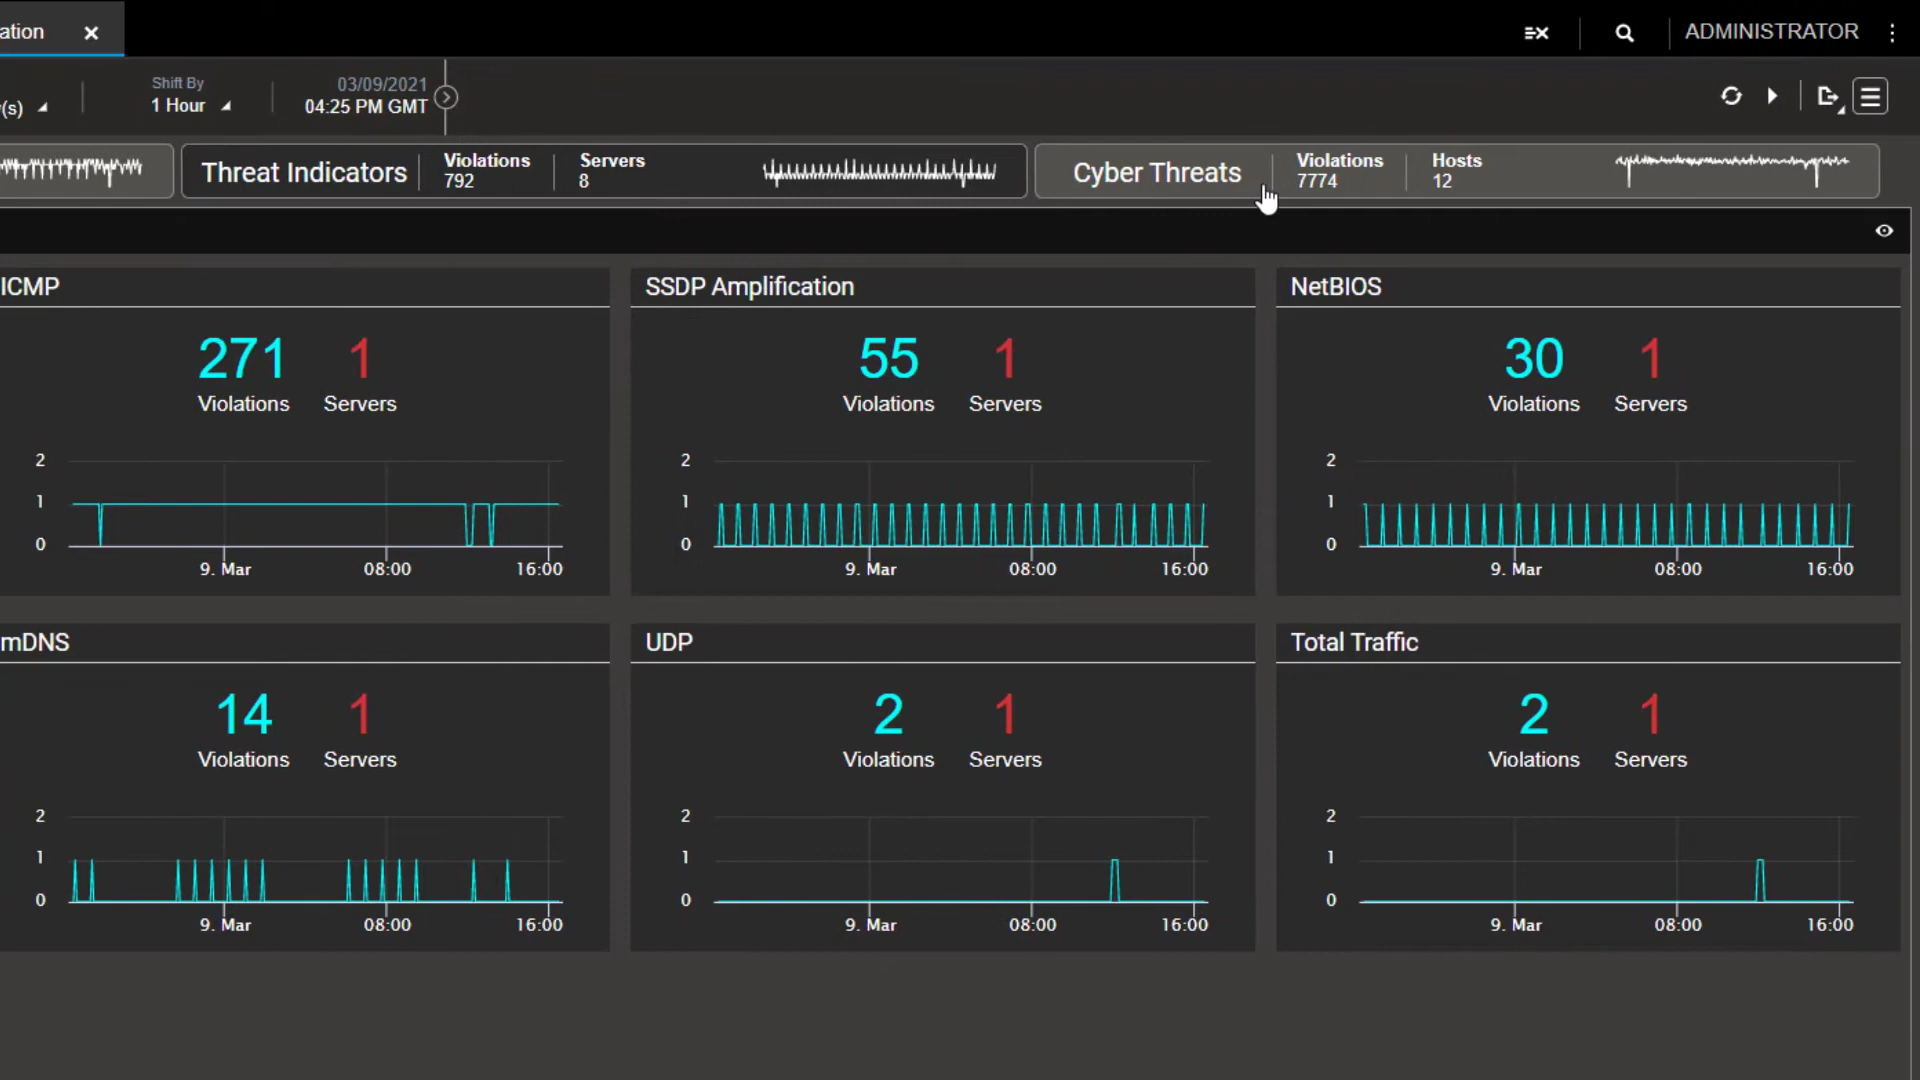 ation
ADMINISTRATOR
(s)
Shift By
1 Hour
03/09/2021
04:25 PM GMT
Threat Indicators
Violations
792
Servers
8
Cyber Threats
Violations
7774
Hosts
12
ICMP
271 1
Violations Servers
2
1
0
9. Mar 08:00 16:00
SSDP Amplification
55 1
Violations Servers
2
1
0
9. Mar 08:00 16:00
NetBIOS
30 1
Violations Servers
2
1
0
9. Mar 08:00 16:00
mDNS
14 1
Violations Servers
2
1
0
9. Mar 08:00 16:00
UDP
2 1
Violations Servers
2
1
0
9. Mar 08:00 16:00
Total Traffic
2 1
Violations Servers
2
1
0
9. Mar 08:00 16:00